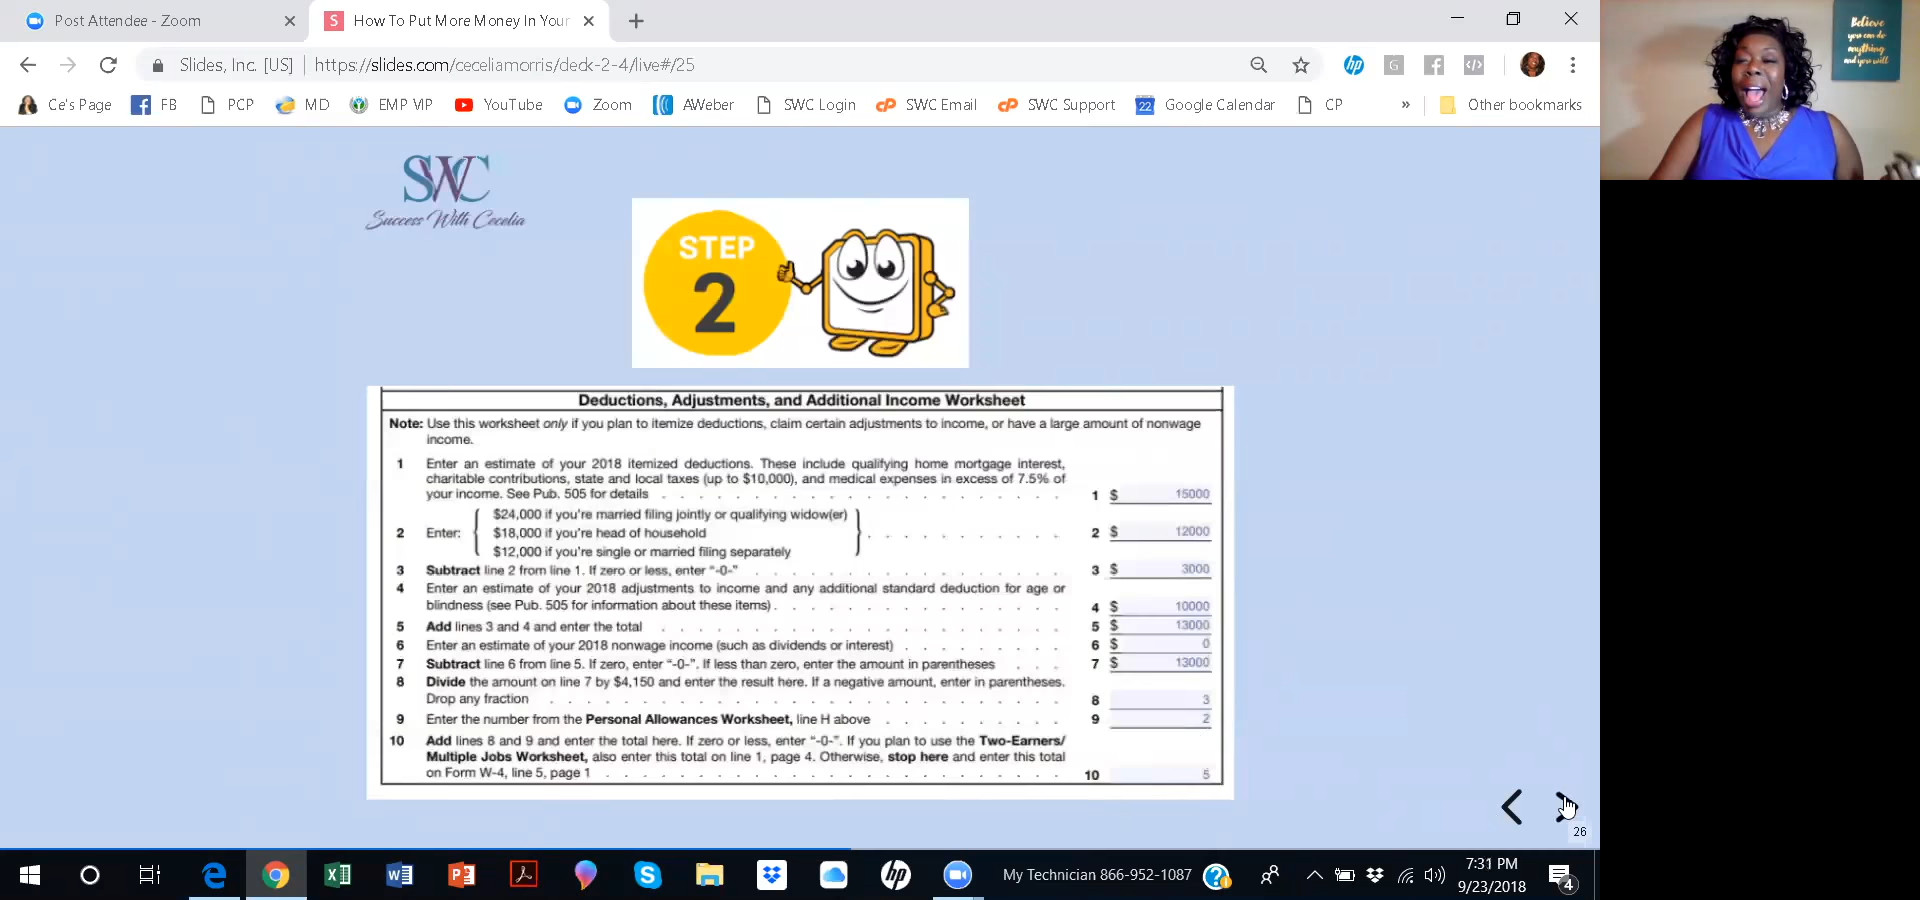 Post Attendee - Zoom
S How To Put More Money In Your
Slides, Inc. [US] | https://slides.com/ceceliamorris/deck-2-4/live#/25
Ce's Page FB PCP MD EMP VIP YouTube Zoom AWeber SWC Login SWC Email SWC Support 22 Google Calendar CP » Other bookmarks
hp G
Believe
you can do
anything
and you will
SWC
Success With Cecelia
STEP
2
Deductions, Adjustments, and Additional Income Worksheet
Note: Use this worksheet only if you plan to itemize deductions, claim certain adjustments to income, or have a large amount of nonwage
income.
1 Enter an estimate of your 2018 itemized deductions. These include qualifying home mortgage interest,
charitable contributions, state and local taxes (up to $10,000), and medical expenses in excess of 7.5% of
your income. See Pub. 505 for details . . . . . . . . . . 1 $ 15000
$24,000 if you're married filing jointly or qualifying widow(er)
2 Enter: $18,000 if you're head of household . . . . . . . . . . 2 $ 12000
$12,000 if you're single or married filing separately
3 Subtract line 2 from line 1. If zero or less, enter "-0-" . . . . . . . . . . 3 $ 3000
4 Enter an estimate of your 2018 adjustments to income and any additional standard deduction for age or
blindness (see Pub. 505 for information about these items) . . . . . . . . . . 4 $ 10000
5 Add lines 3 and 4 and enter the total . . . . . . . . . . 5 $ 13000
6 Enter an estimate of your 2018 nonwage income (such as dividends or interest) . . . . . . . . . 6 $ 0
7 Subtract line 6 from line 5. If zero, enter "-0-". If less than zero, enter the amount in parentheses . . . 7 $ 13000
8 Divide the amount on line 7 by $4,150 and enter the result here. If a negative amount, enter in parentheses.
Drop any fraction . . . . . . . . . . 8 3
9 Enter the number from the Personal Allowances Worksheet, line H above . . . . . . . . . . 9 2
10 Add lines 8 and 9 and enter the total here. If zero or less, enter "-0-". If you plan to use the Two-Earners/
Multiple Jobs Worksheet, also enter this total on line 1, page 4. Otherwise, stop here and enter this total
on Form W-4, line 5, page 1 . . . . . . . . . . 10 5
26
My Technician 866-952-1087
7:31 PM
9/23/2018
4